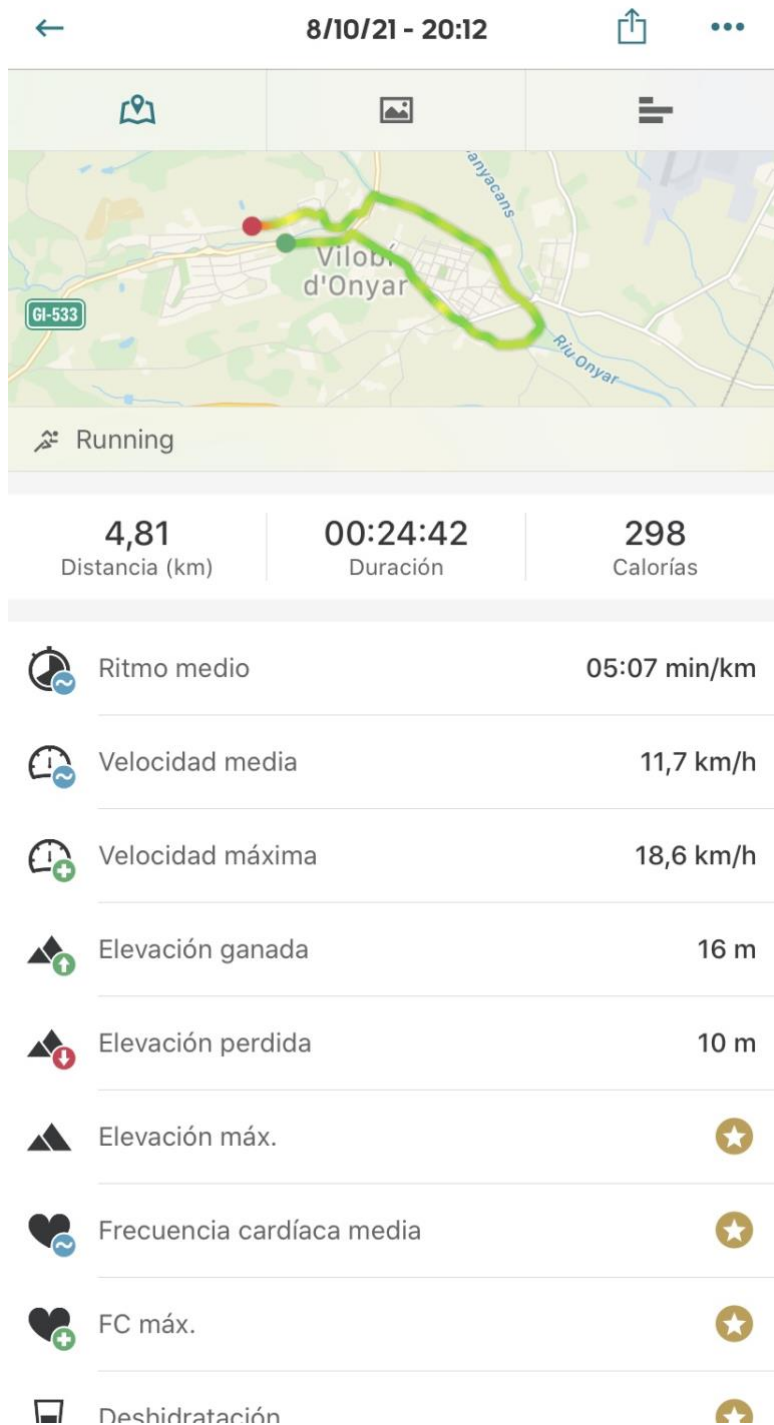 8/10/21 - 20:12
anyacans
Vilobí
d'Onyar
GI-533
Riu Onyar
Running
4,81 00:24:42 298
Distancia (km) Duración Calorías
Ritmo medio 05:07 min/km
Velocidad media 11,7 km/h
Velocidad máxima 18,6 km/h
Elevación ganada 16 m
Elevación perdida 10 m
Elevación máx.
Frecuencia cardíaca media
FC máx.
Deshidratación